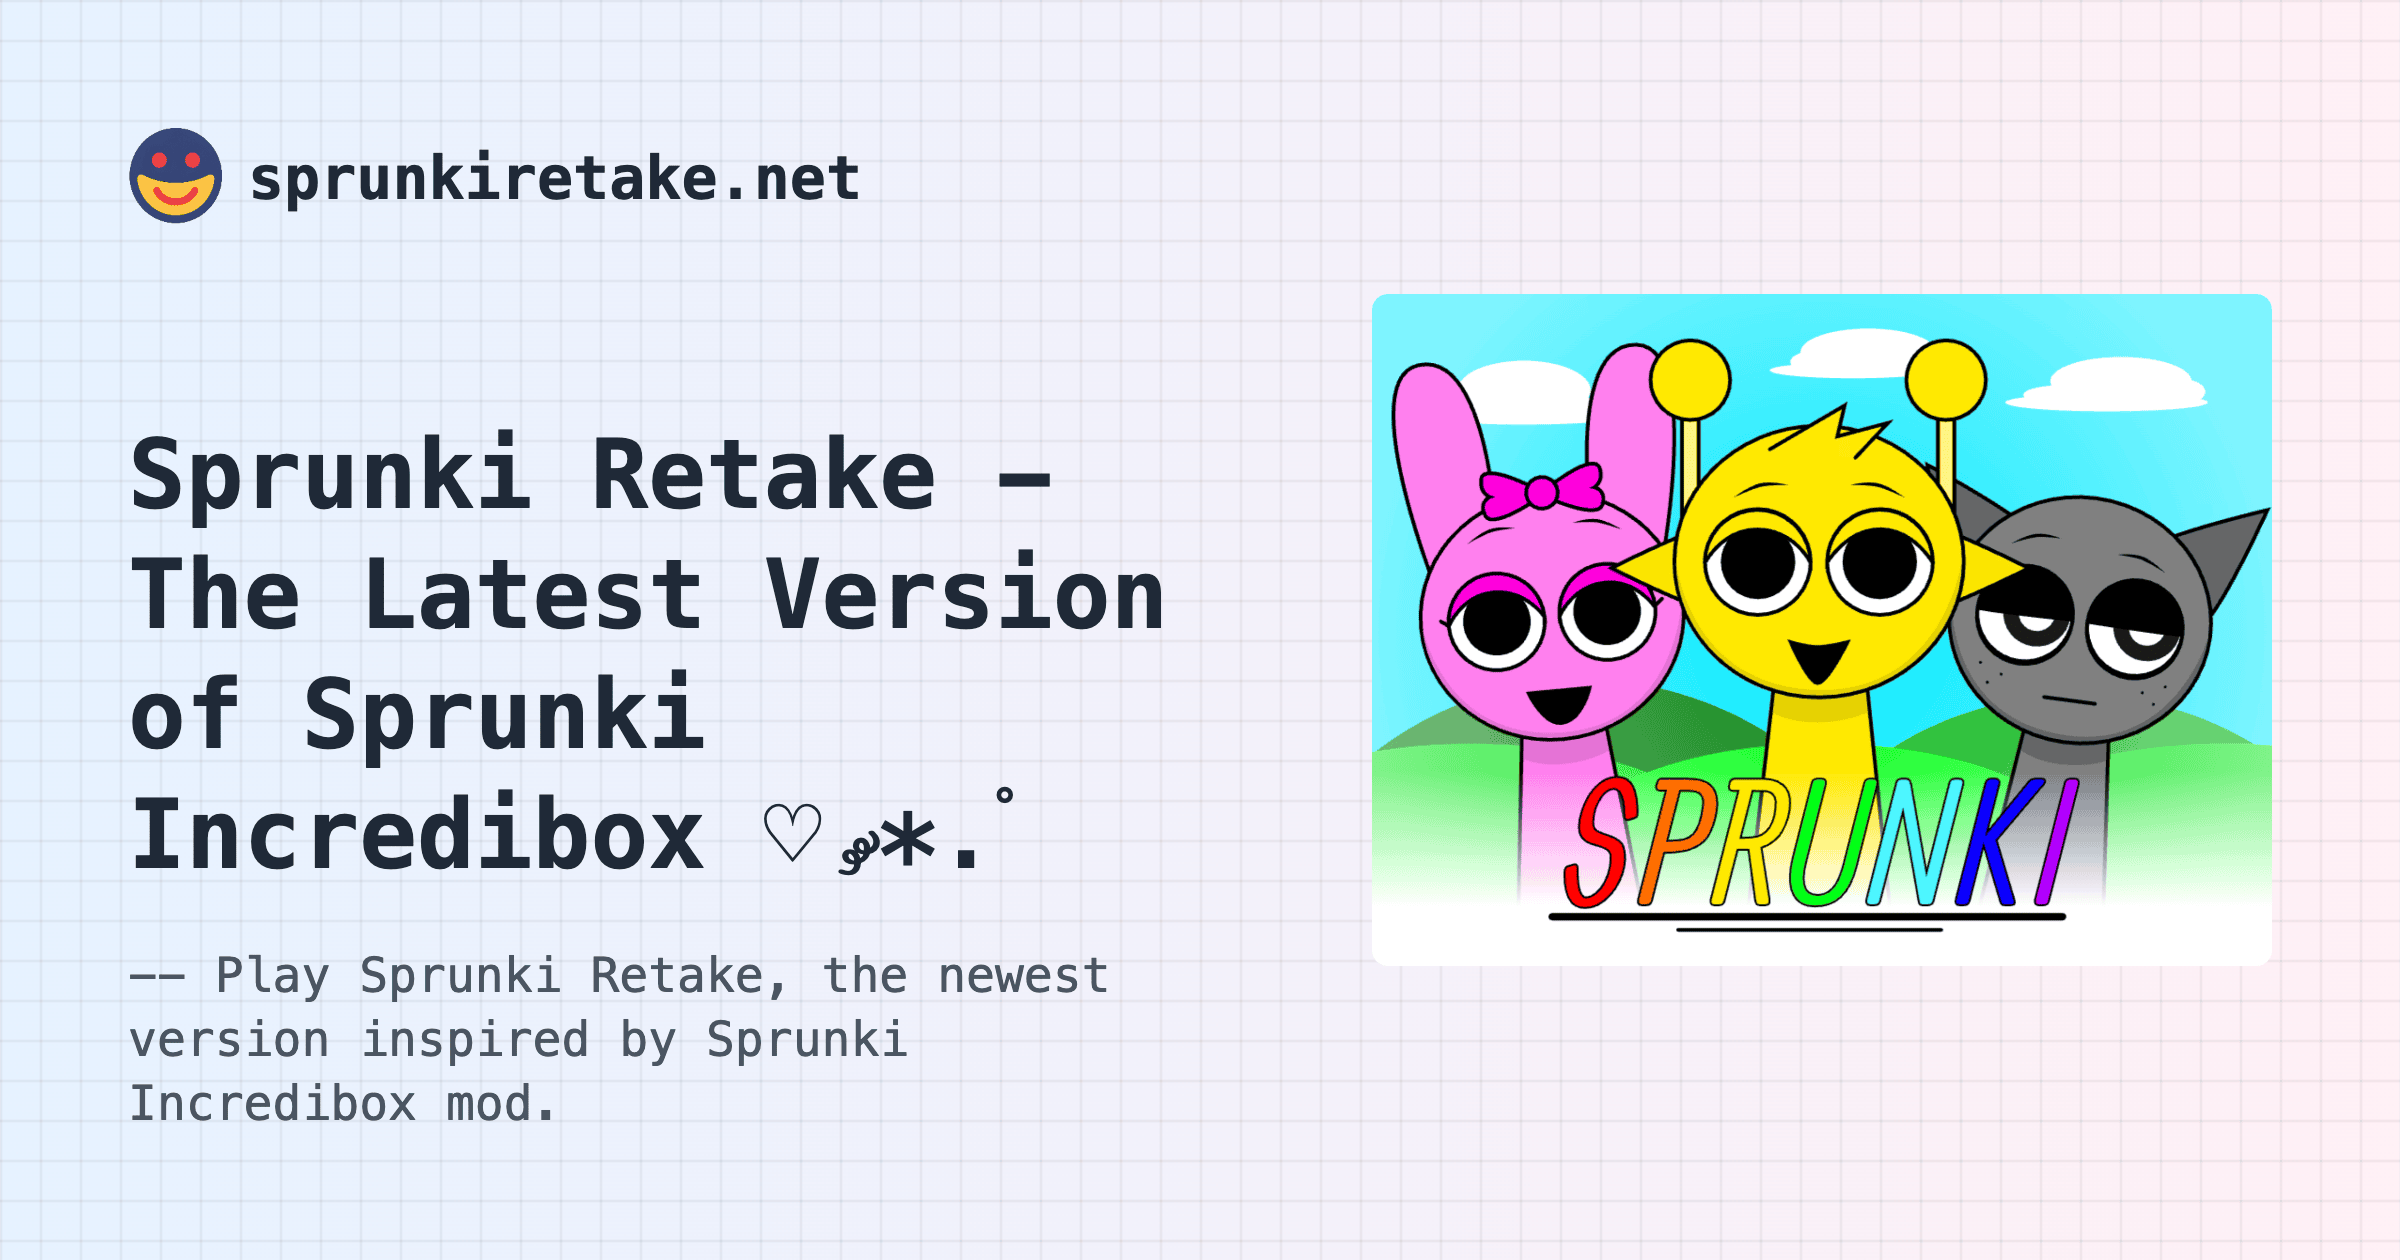 sprunkiretake.net
Sprunki Retake –
The Latest Version
of Sprunki
Incredibox ♡ݱ*.˚
–– Play Sprunki Retake, the newest
version inspired by Sprunki
Incredibox mod.
SPRUNKI